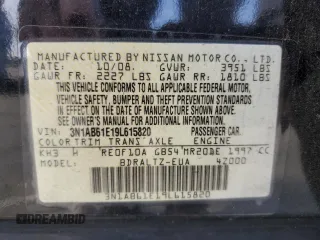 MANUFACTURED BY NISSAN MOTOR CO., LTD.
DATE: 10/08. GVWR: 3951 LBS
GAWR FR: 2227 LBS GAWR RR: 1810 LBS
THIS VEHICLE CONFORMS TO ALL APPLICABLE FEDERAL MOTOR VEHICLE
SAFETY, BUMPER, AND THEFT PREVENTION STANDARDS IN EFFECT
ON THE DATE OF MANUFACTURE SHOWN ABOVE.
VIN: 3N1AB61E19L615820 PASSENGER CAR
COLOR TRIM TRANS AXLE ENGINE
KH3 RE0F10A GB54 MR20DE 1997 CC
SEE OWNER'S MANUAL FOR ADDITIONAL INFORMATION
MODEL BDRALTZ-EUA 4Z000
3N1AB61E19L615820
IAAI